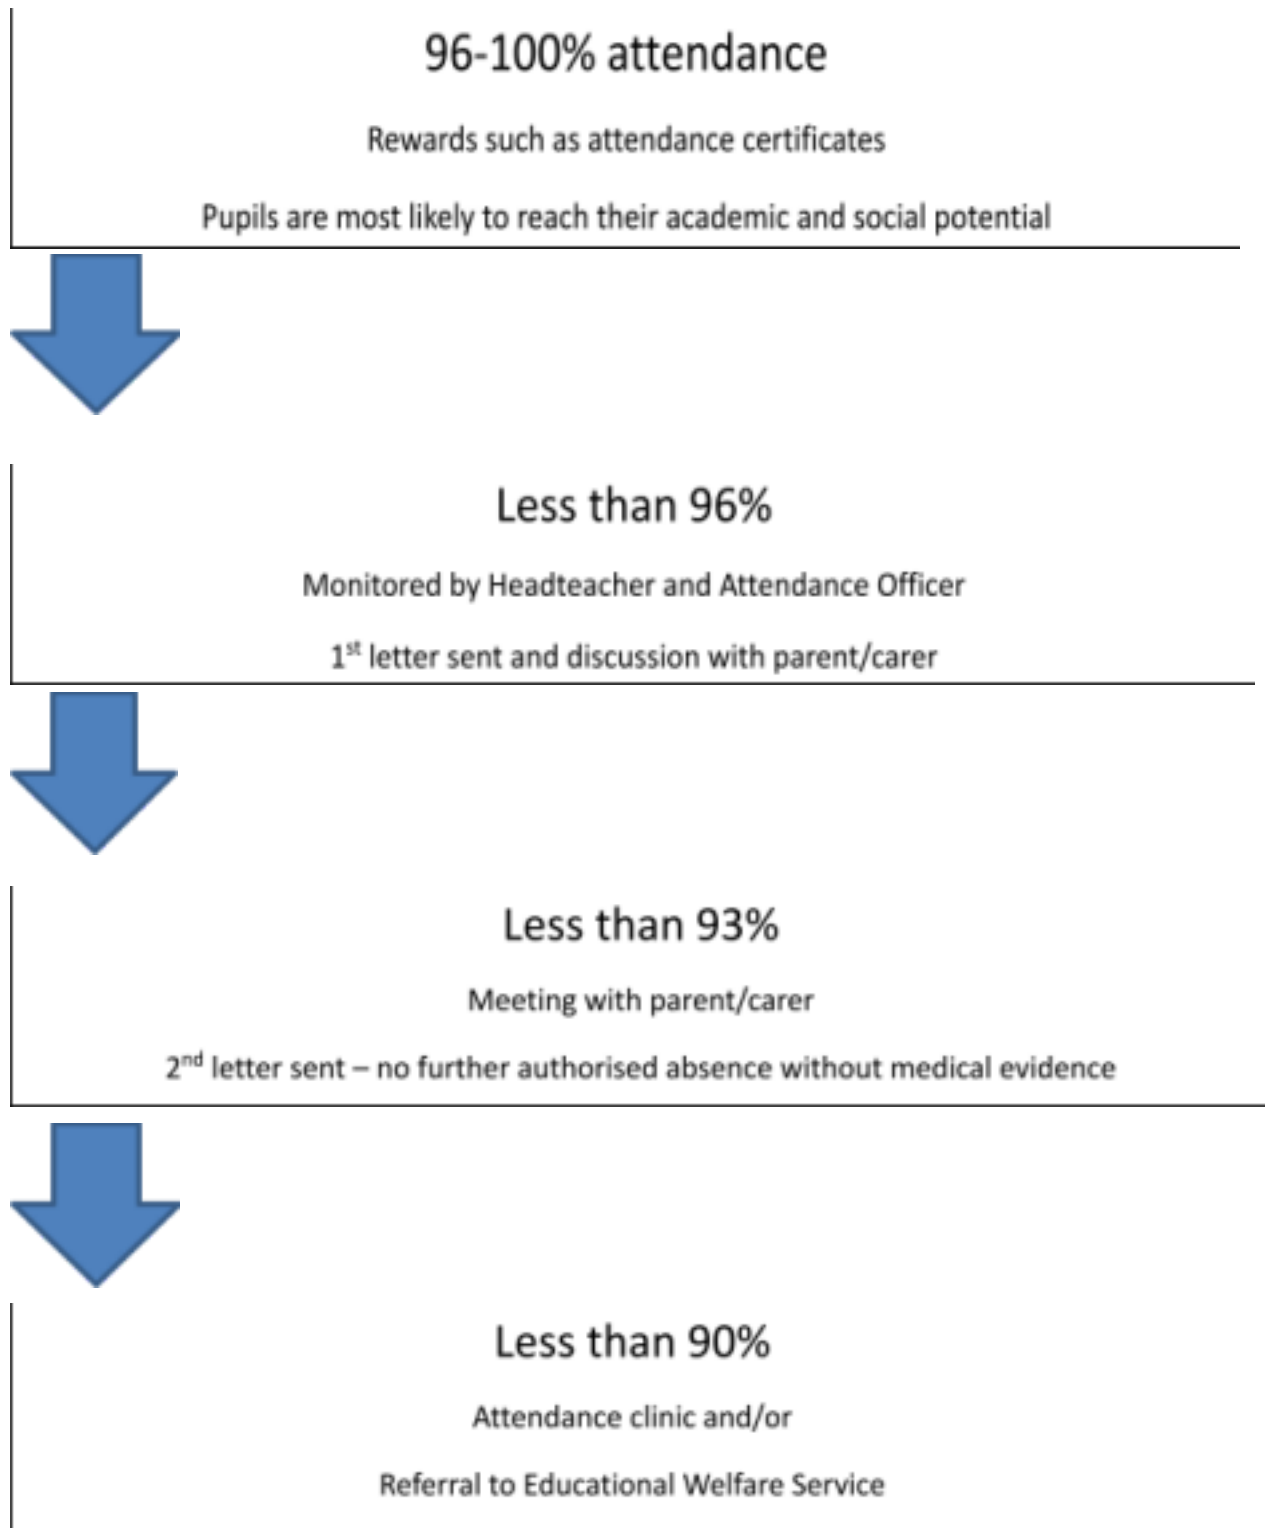 96-100% attendance
Rewards such as attendance certificates
Pupils are most likely to reach their academic and social potential
Less than 96%
Monitored by Headteacher and Attendance Officer
1st letter sent and discussion with parent/carer
Less than 93%
Meeting with parent/carer
2nd letter sent – no further authorised absence without medical evidence
Less than 90%
Attendance clinic and/or
Referral to Educational Welfare Service